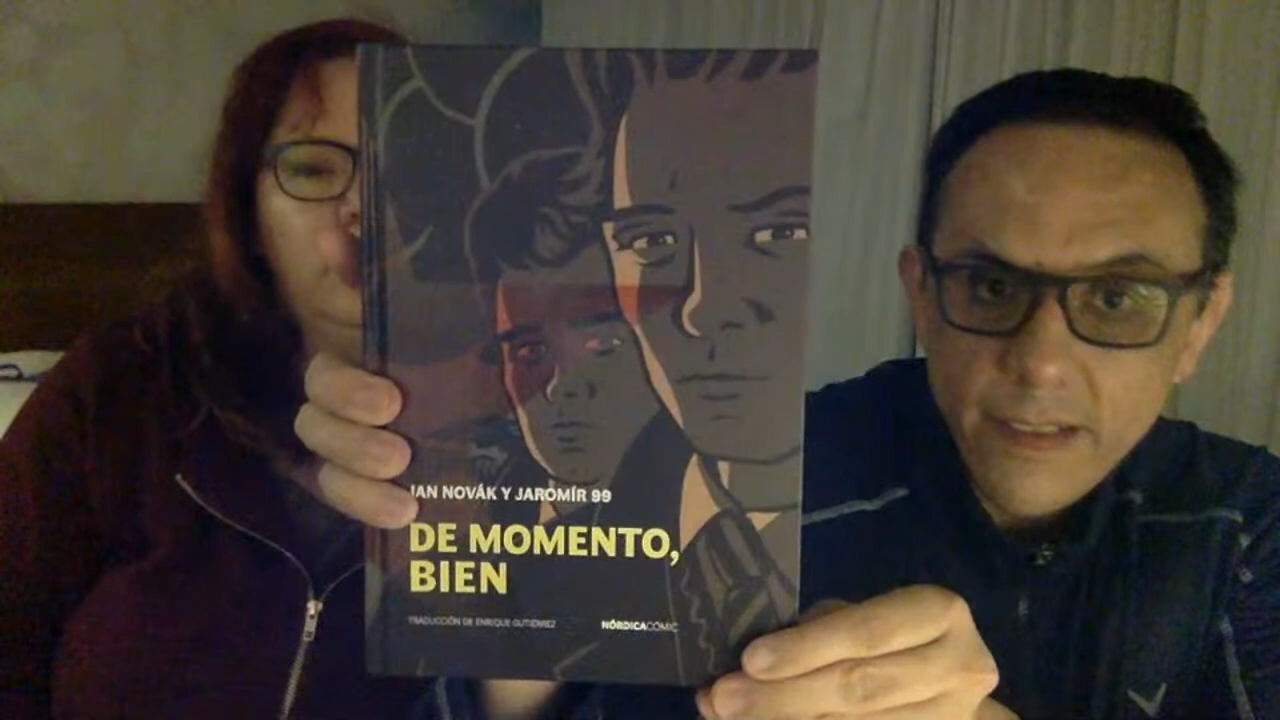 JAN NOVÁK Y JAROMÍR 99
DE MOMENTO,
BIEN
TRADUCCIÓN DE ENRIQUE GUTIÉRREZ
NÓRDICACÓMIC